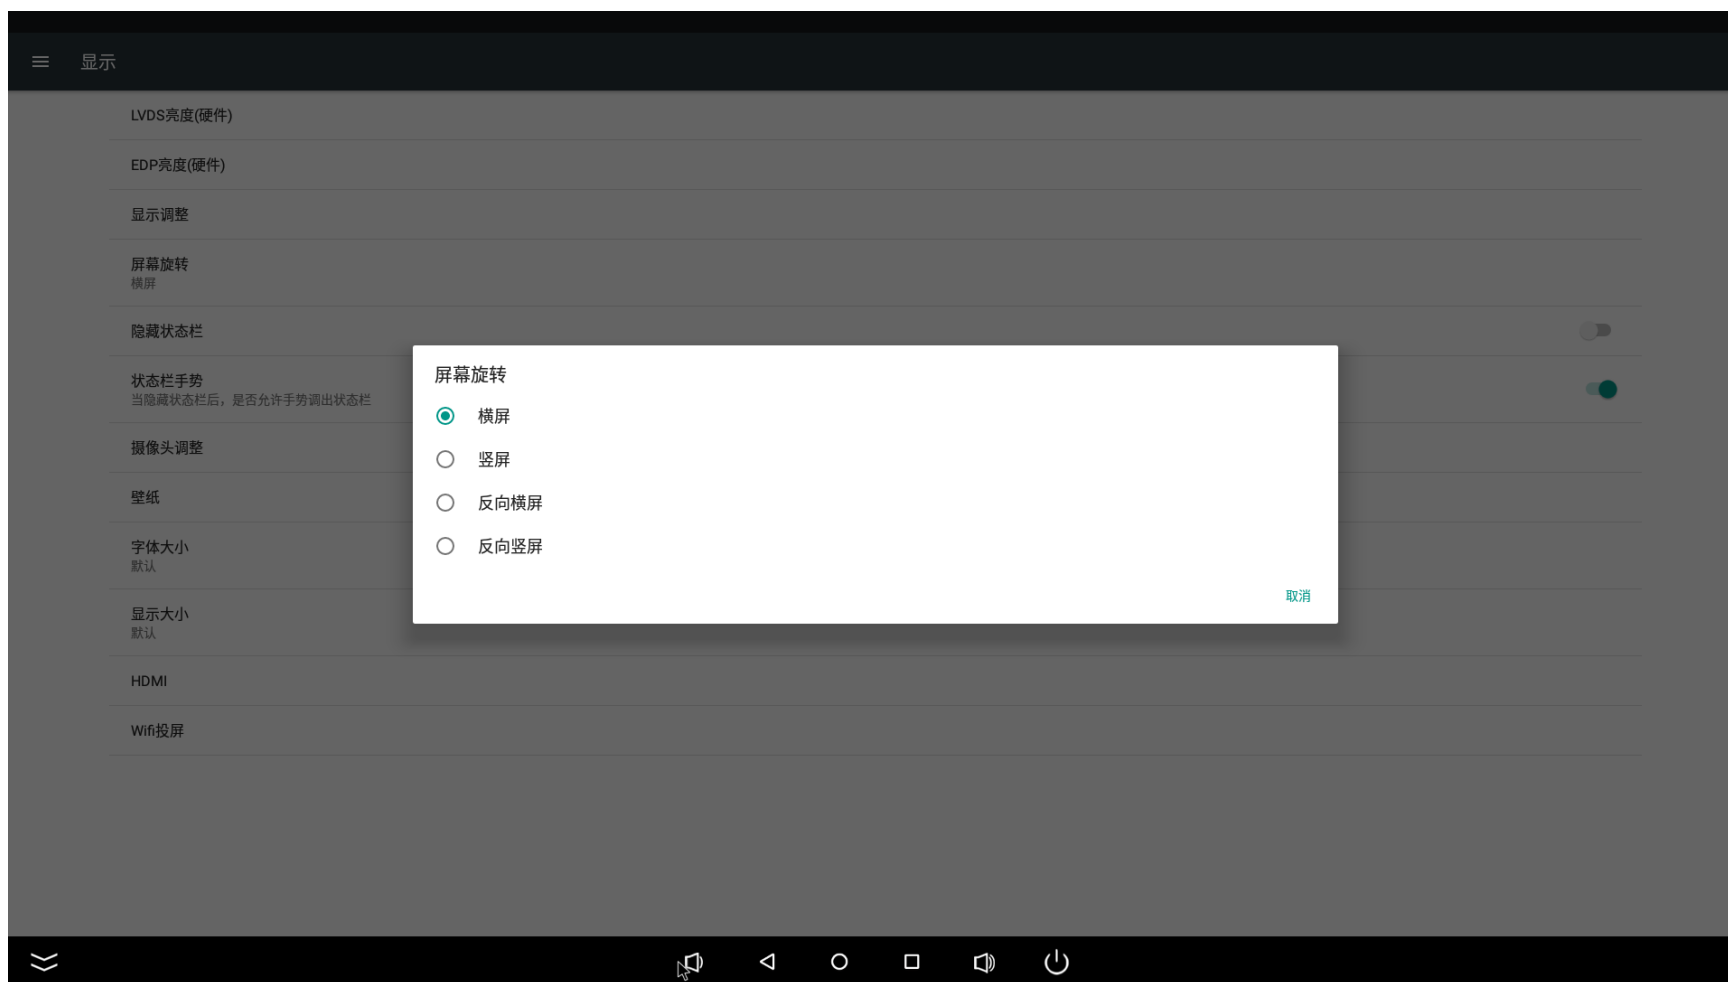 显示
LVDS亮度(硬件)
EDP亮度(硬件)
显示调整
屏幕旋转
横屏
隐藏状态栏
状态栏手势
当隐藏状态栏后，是否允许手势调出状态栏
摄像头调整
壁纸
字体大小
默认
显示大小
默认
HDMI
Wifi投屏
屏幕旋转
横屏
竖屏
反向横屏
反向竖屏
取消